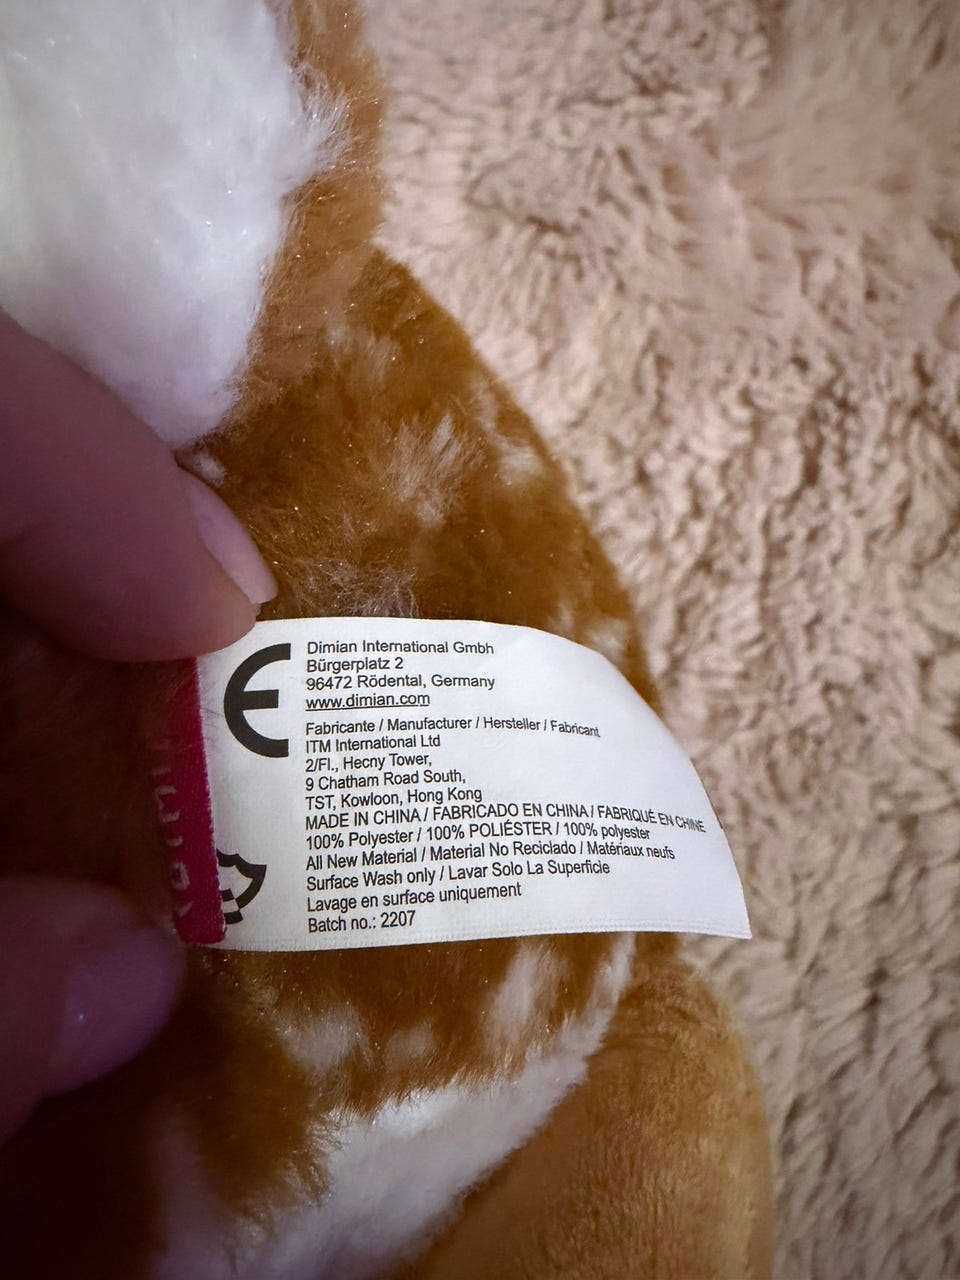 CE
Dimian International Gmbh
Bürgerplatz 2
96472 Rödental, Germany
www.dimian.com
Fabricante / Manufacturer / Hersteller / Fabricant
ITM International Ltd
2/Fl., Hecny Tower,
9 Chatham Road South,
TST, Kowloon, Hong Kong
MADE IN CHINA / FABRICADO EN CHINA / FABRIQUÉ EN CHINE
100% Polyester / 100% POLIÉSTER / 100% polyester
All New Material / Material No Reciclado / Matériaux neufs
Surface Wash only / Lavar Solo La Superficie
Lavage en surface uniquement
Batch no.: 2207